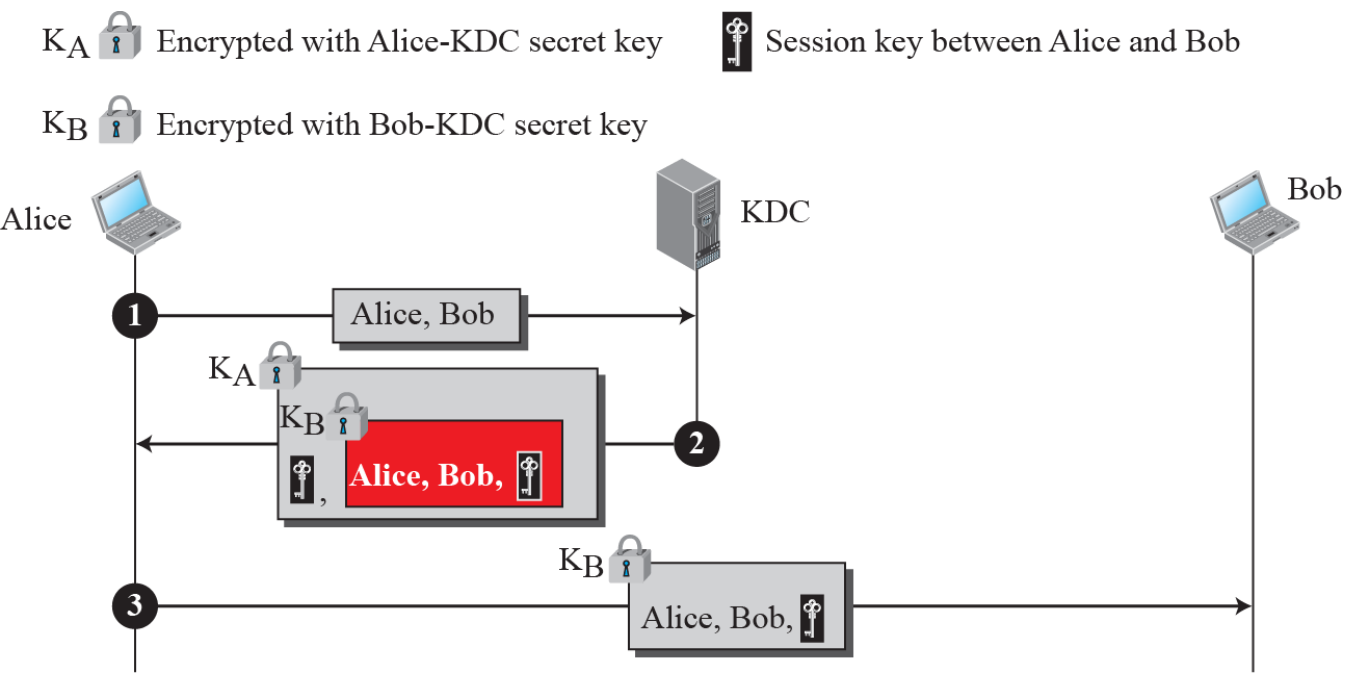 KA Encrypted with Alice-KDC secret key
Session key between Alice and Bob
KB Encrypted with Bob-KDC secret key
Alice
KDC
Bob
1
Alice, Bob
KA
KB
2
, Alice, Bob,
KB
3
Alice, Bob,